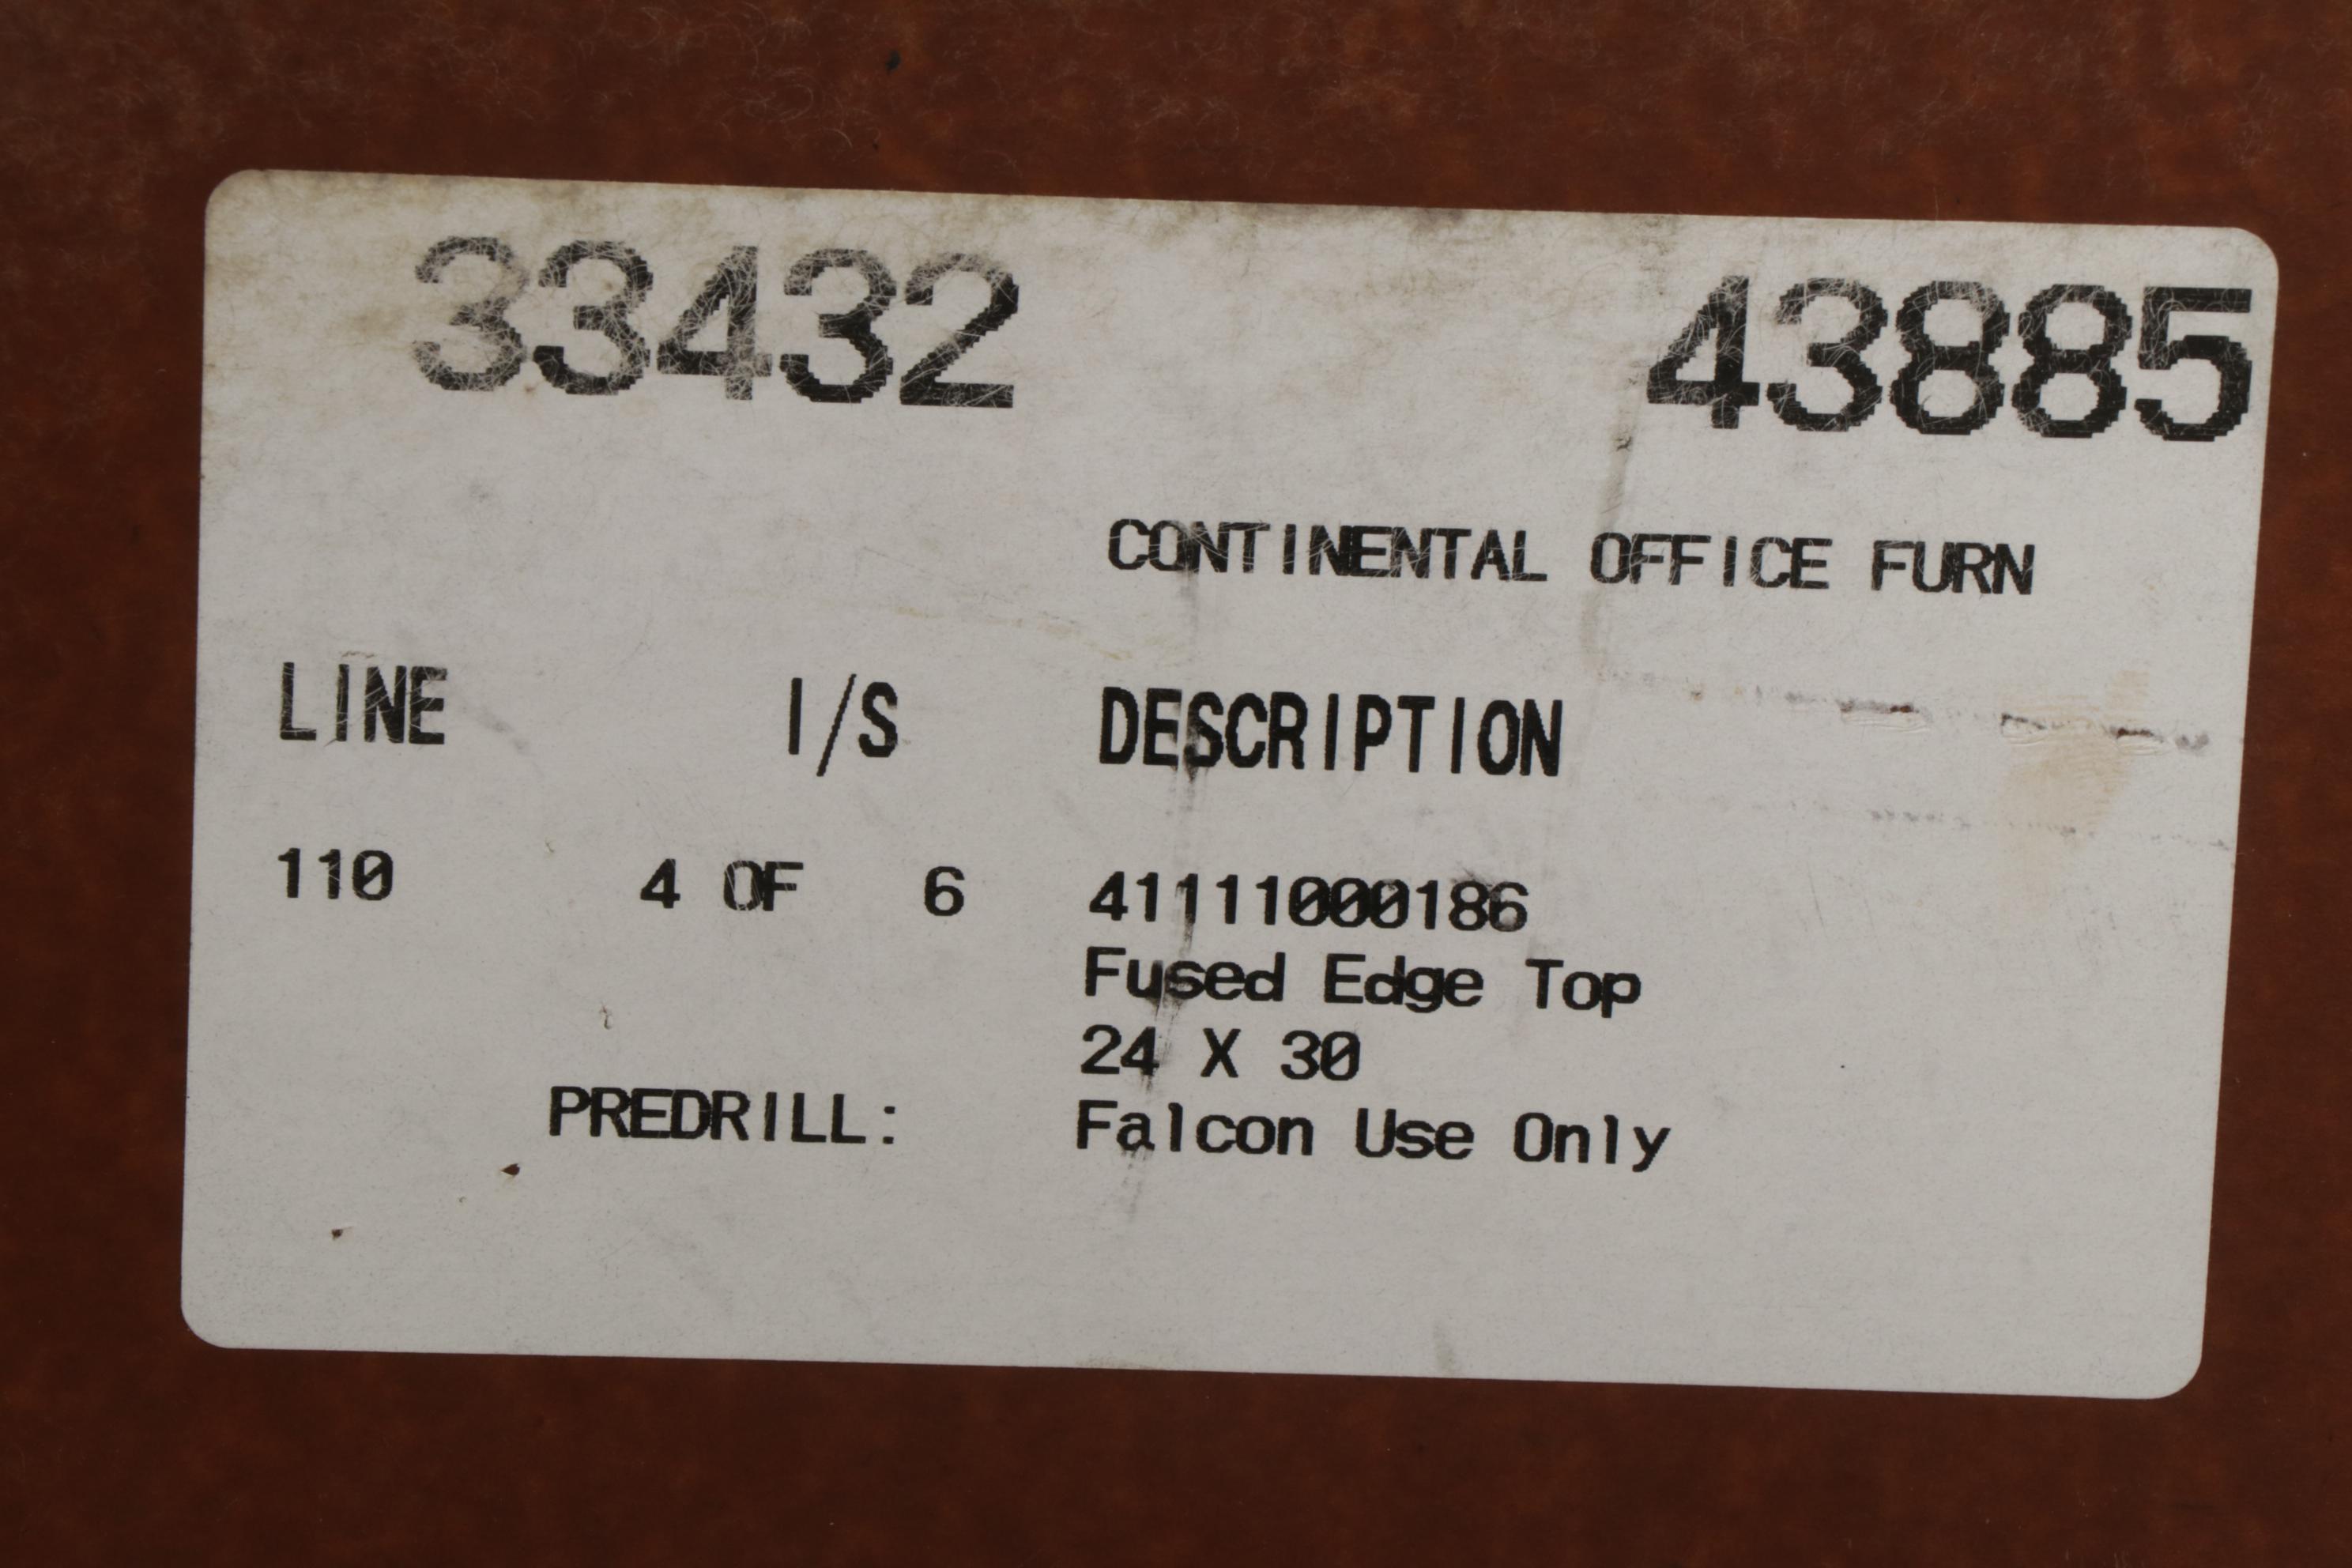 33432 43885
CONTINENTAL OFFICE FURN
LINE I/S DESCRIPTION
110 4 OF 6 41111000186
Fused Edge Top
24 X 30
PREDRILL: Falcon Use Only